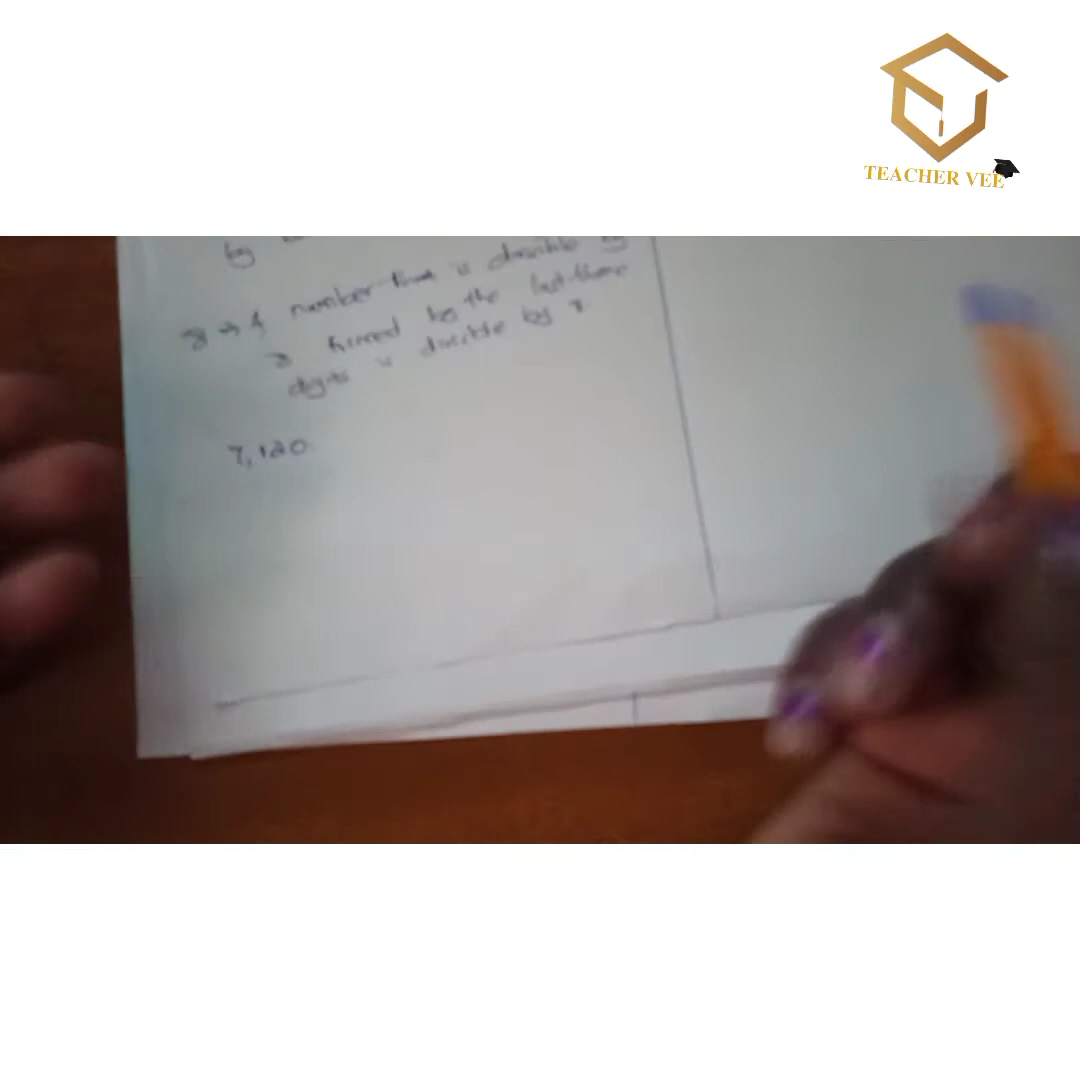 TEACHER VEE
by
8 → A number that is divisible by
8 formed by the last three
digits is divisible by 8.
7,120